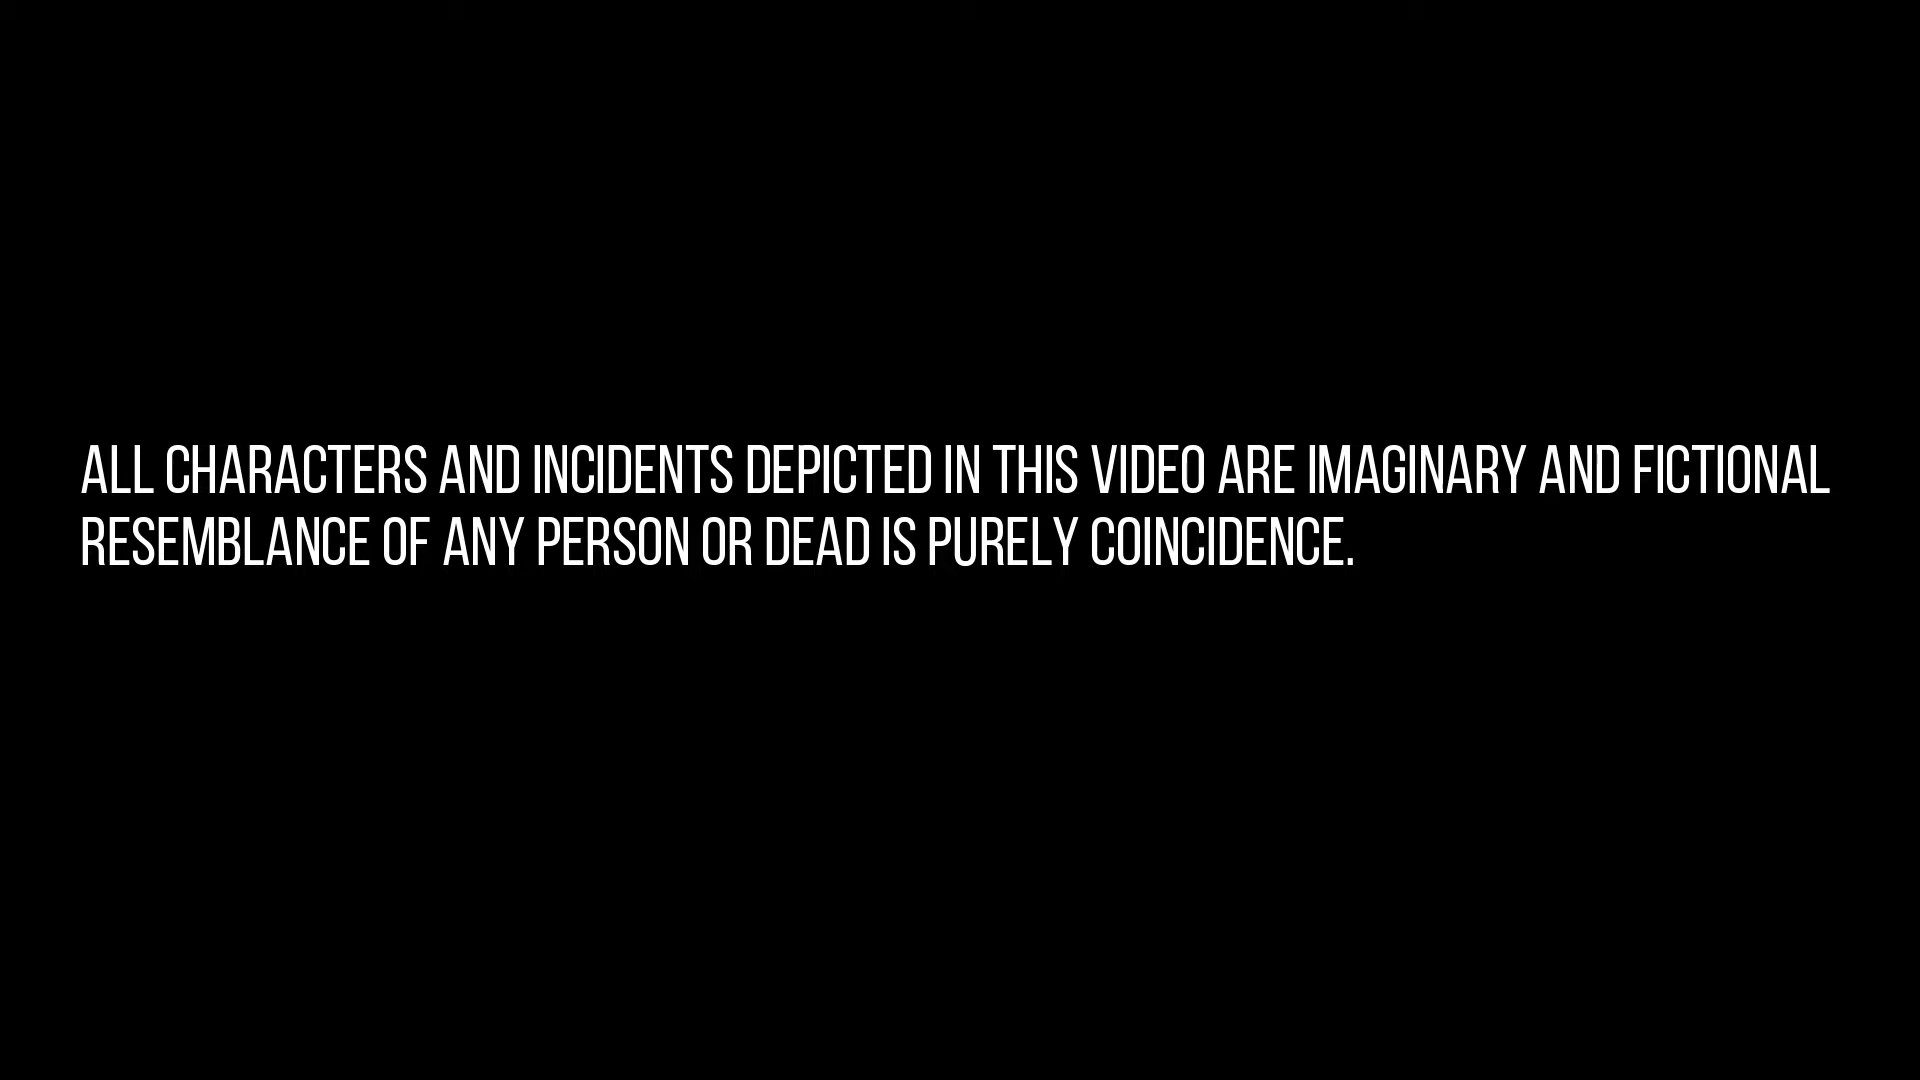 ALL CHARACTERS AND INCIDENTS DEPICTED IN THIS VIDEO ARE IMAGINARY AND FICTIONAL
RESEMBLANCE OF ANY PERSON OR DEAD IS PURELY COINCIDENCE.